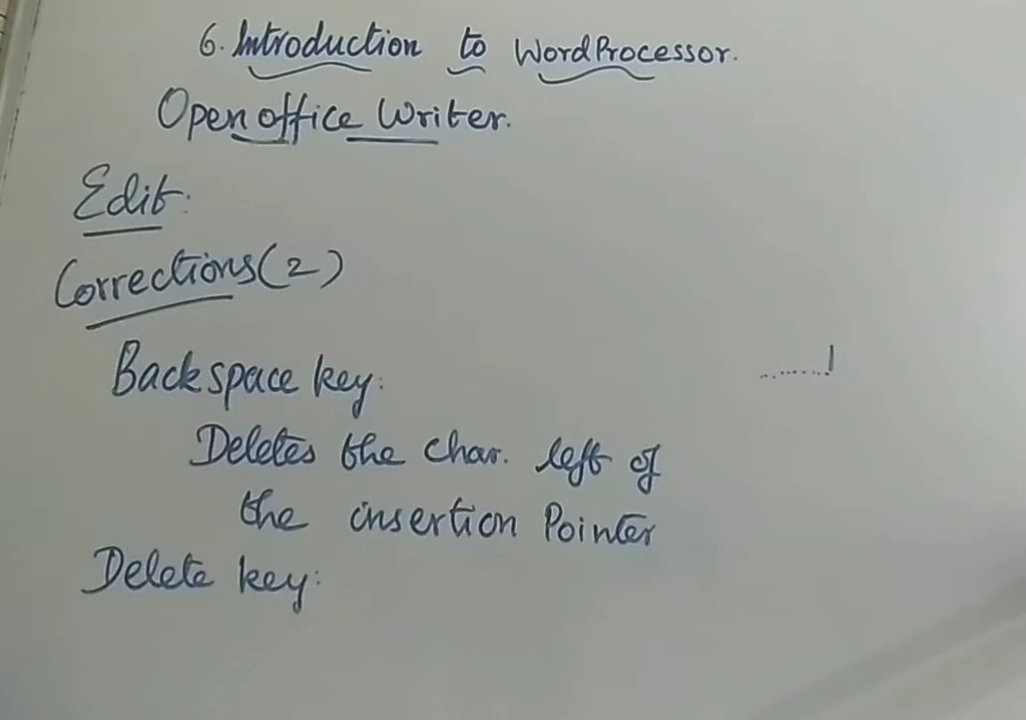 6. Introduction to Word Processor.
Open office Writer.
Edit:
Corrections(2)
Backspace key:
Deletes the char. left of
the insertion Pointer
Delete key: